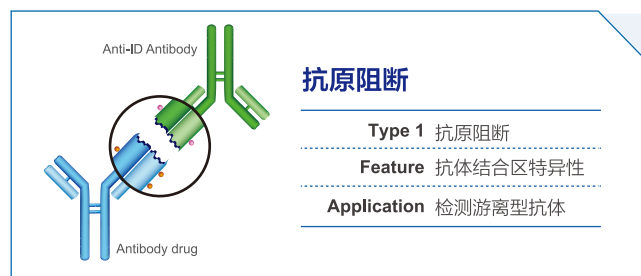 Anti-ID Antibody
抗原阻断
Type 1 抗原阻断
Feature 抗体结合区特异性
Application 检测游离型抗体
Antibody drug